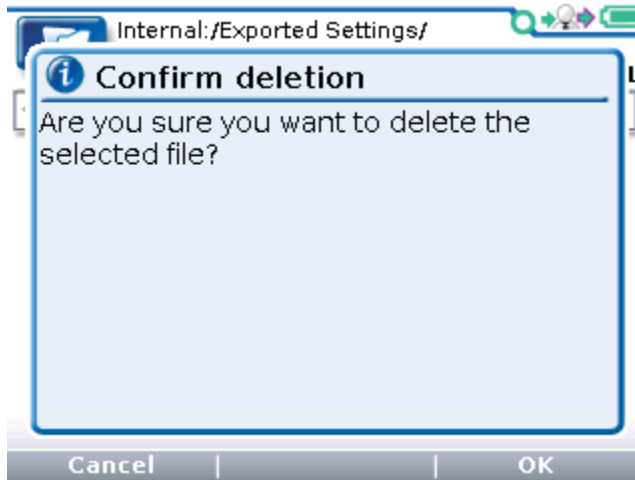 Internal:/Exported Settings/
Confirm deletion
Are you sure you want to delete the
selected file?
Cancel
OK